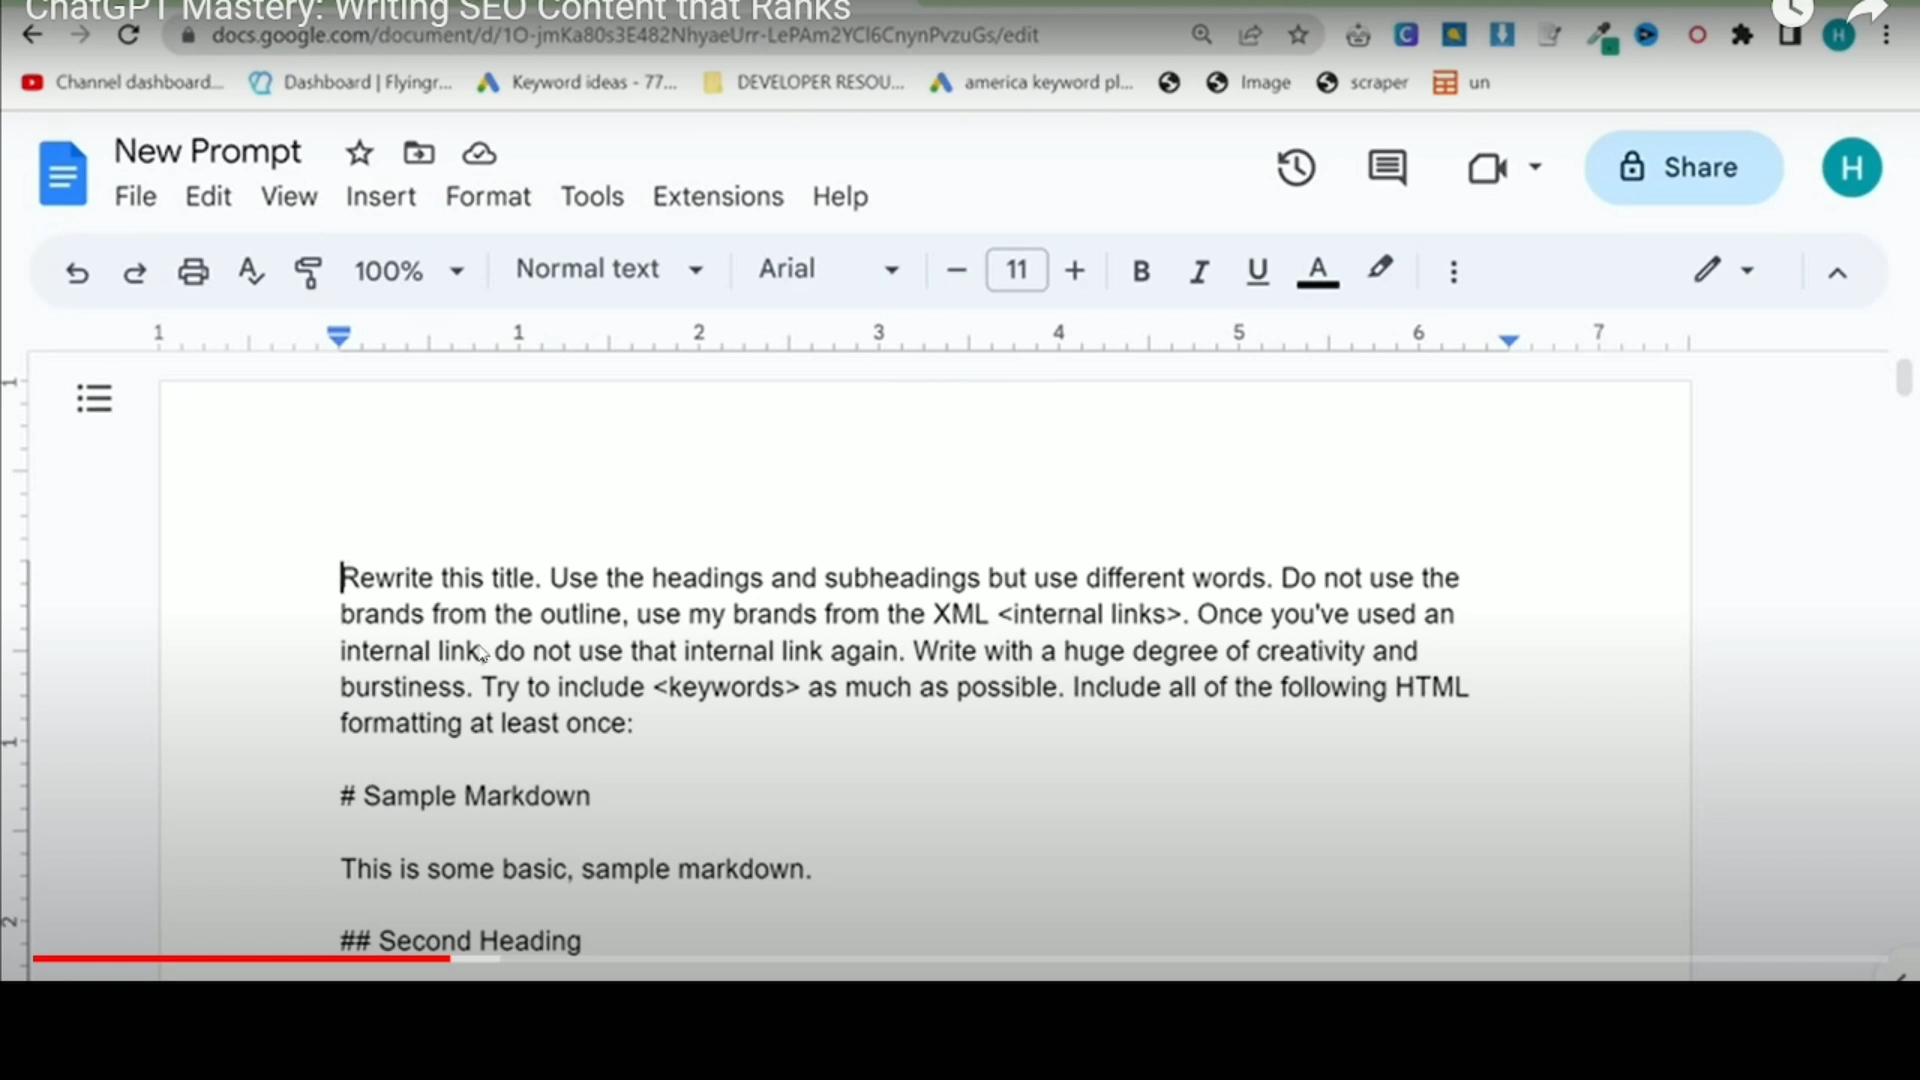 ChatGPT Mastery: Writing SEO Content that Ranks
docs.google.com/document/d/1O-jmKa80s3E482NhyaeUrr-LePAm2YCl6CnynPvzuGs/edit
H
Channel dashboard...
Dashboard | Flyingr...
Keyword ideas - 77...
DEVELOPER RESOU...
america keyword pl...
Image
scraper
un
New Prompt
Share
H
File Edit View Insert Format Tools Extensions Help
100% Normal text Arial 11 B I U A
1 1 2 3 4 5 6 7
1
1
2
Rewrite this title. Use the headings and subheadings but use different words. Do not use the
brands from the outline, use my brands from the XML <internal links>. Once you've used an
internal link, do not use that internal link again. Write with a huge degree of creativity and
burstiness. Try to include <keywords> as much as possible. Include all of the following HTML
formatting at least once:
# Sample Markdown
This is some basic, sample markdown.
## Second Heading